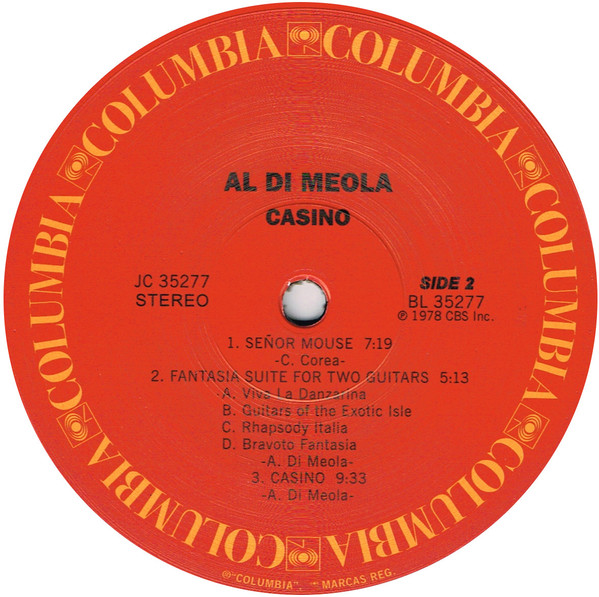 COLUMBIA COLUMBIA COLUMBIA COLUMBIA COLUMBIA COLUMBIA
AL DI MEOLA
CASINO
JC 35277
STEREO
SIDE 2
BL 35277
℗ 1978 CBS Inc.
1. SEÑOR MOUSE 7:19
-C. Corea-
2. FANTASIA SUITE FOR TWO GUITARS 5:13
A. Viva La Danzarina
B. Guitars of the Exotic Isle
C. Rhapsody Italia
D. Bravoto Fantasia
-A. Di Meola-
3. CASINO 9:33
-A. Di Meola-
"COLUMBIA", MARCAS REG.